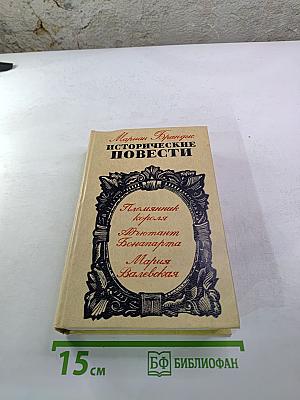 Мариан Брандыс
ИСТОРИЧЕСКИЕ
ПОВЕСТИ
Племянник
короля
Адъютант
Бонапарта
Мария
Валевская
15 см
БФ БИБЛИОФАН